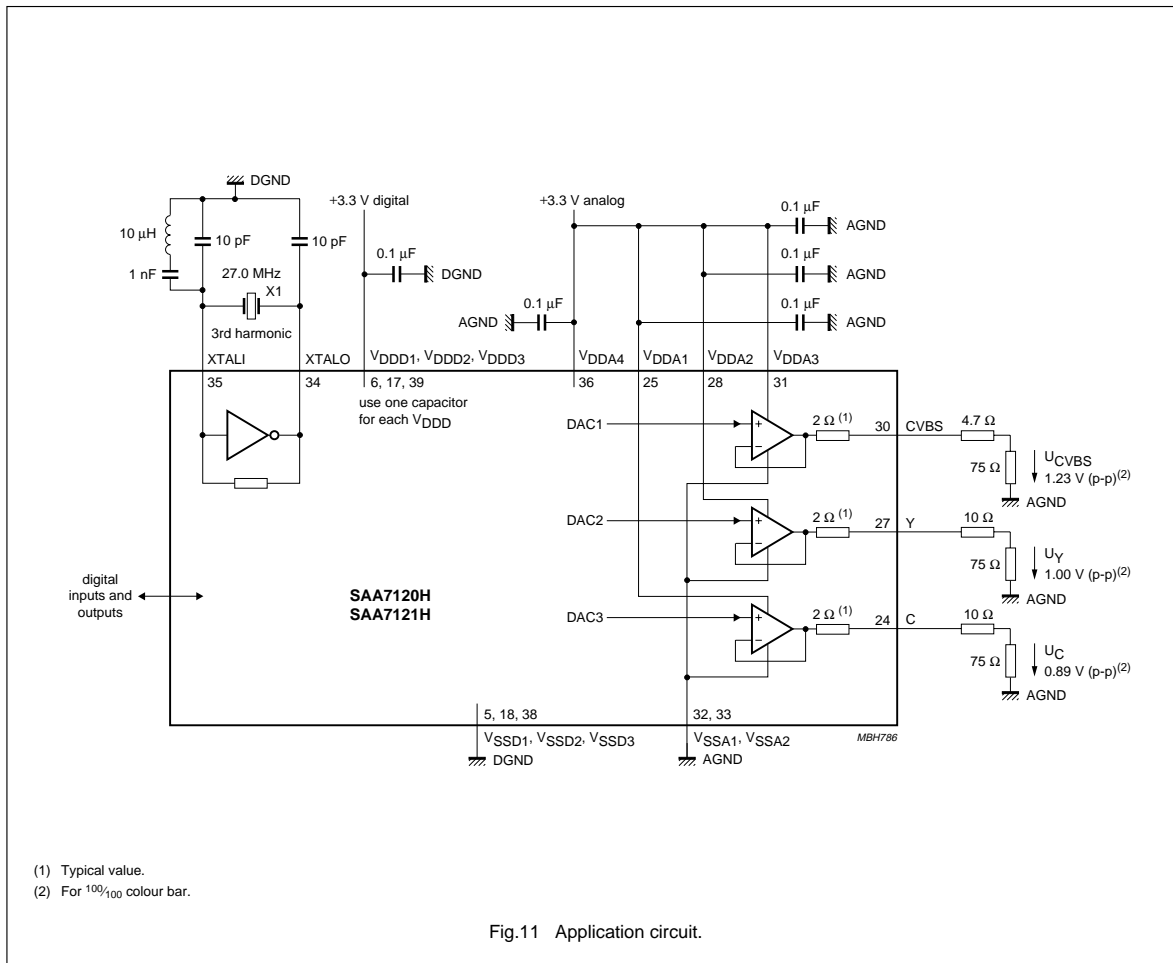 DGND
+3.3 V digital
+3.3 V analog
0.1 µF
AGND
10 µH
10 pF
10 pF
0.1 µF
0.1 µF
1 nF
27.0 MHz
DGND
AGND
X1
0.1 µF
0.1 µF
AGND
3rd harmonic
AGND
XTALI
XTALO
VDDD1, VDDD2, VDDD3
VDDA4
VDDA1
VDDA2
VDDA3
35
34
6, 17, 39
36
25
28
31
use one capacitor
for each VDDD
DAC1
+
−
2 Ω (1)
30
CVBS
4.7 Ω
75 Ω
UCVBS
1.23 V (p-p)(2)
AGND
DAC2
+
−
2 Ω (1)
27
Y
10 Ω
75 Ω
UY
1.00 V (p-p)(2)
AGND
digital
inputs and
outputs
SAA7120H
SAA7121H
DAC3
+
−
2 Ω (1)
24
C
10 Ω
75 Ω
UC
0.89 V (p-p)(2)
AGND
5, 18, 38
32, 33
VSSD1, VSSD2, VSSD3
VSSA1, VSSA2
MBH786
DGND
AGND
(1) Typical value.
(2) For 100/100 colour bar.
Fig.11 Application circuit.